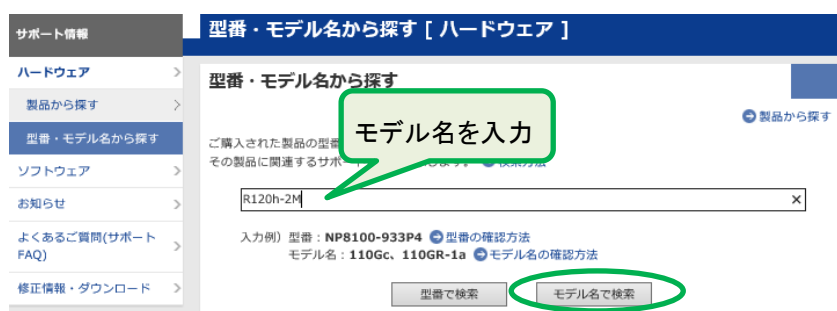 サポート情報
ハードウェア
製品から探す
型番・モデル名から探す
ソフトウェア
お知らせ
よくあるご質問(サポート
FAQ)
修正情報・ダウンロード
型番・モデル名から探す [ ハードウェア ]
型番・モデル名から探す
製品から探す
モデル名を入力
ご購入された製品の型番
その製品に関連するサポート
R120h-2M
入力例) 型番:NP8100-933P4 型番の確認方法
モデル名:110Gc、110GR-1a モデル名の確認方法
型番で検索 モデル名で検索